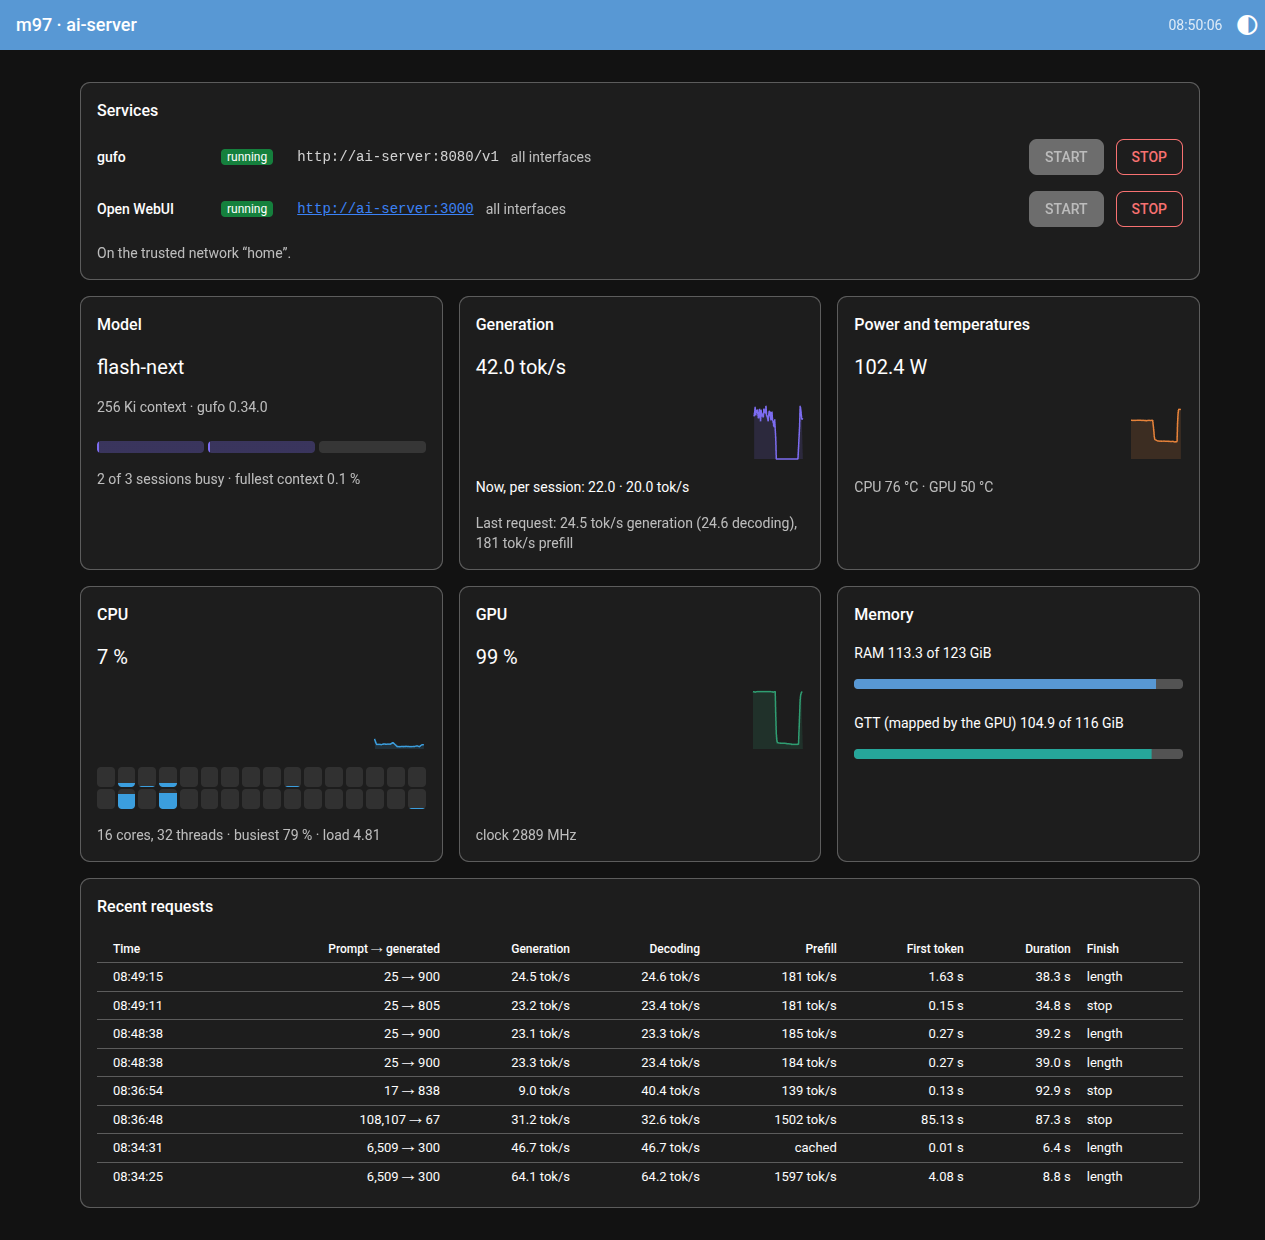 m97 · ai-server
08:50:06
Services
gufo running http://ai-server:8080/v1 all interfaces START STOP
Open WebUI running http://ai-server:3000 all interfaces START STOP
On the trusted network “home”.
Model
flash-next
256 Ki context · gufo 0.34.0
2 of 3 sessions busy · fullest context 0.1 %
Generation
42.0 tok/s
Now, per session: 22.0 · 20.0 tok/s
Last request: 24.5 tok/s generation (24.6 decoding),
181 tok/s prefill
Power and temperatures
102.4 W
CPU 76 °C · GPU 50 °C
CPU
7 %
16 cores, 32 threads · busiest 79 % · load 4.81
GPU
99 %
clock 2889 MHz
Memory
RAM 113.3 of 123 GiB
GTT (mapped by the GPU) 104.9 of 116 GiB
Recent requests
Time Prompt → generated Generation Decoding Prefill First token Duration Finish
08:49:15 25 → 900 24.5 tok/s 24.6 tok/s 181 tok/s 1.63 s 38.3 s length
08:49:11 25 → 805 23.2 tok/s 23.4 tok/s 181 tok/s 0.15 s 34.8 s stop
08:48:38 25 → 900 23.1 tok/s 23.3 tok/s 185 tok/s 0.27 s 39.2 s length
08:48:38 25 → 900 23.3 tok/s 23.4 tok/s 184 tok/s 0.27 s 39.0 s length
08:36:54 17 → 838 9.0 tok/s 40.4 tok/s 139 tok/s 0.13 s 92.9 s stop
08:36:48 108,107 → 67 31.2 tok/s 32.6 tok/s 1502 tok/s 85.13 s 87.3 s stop
08:34:31 6,509 → 300 46.7 tok/s 46.7 tok/s cached 0.01 s 6.4 s length
08:34:25 6,509 → 300 64.1 tok/s 64.2 tok/s 1597 tok/s 4.08 s 8.8 s length